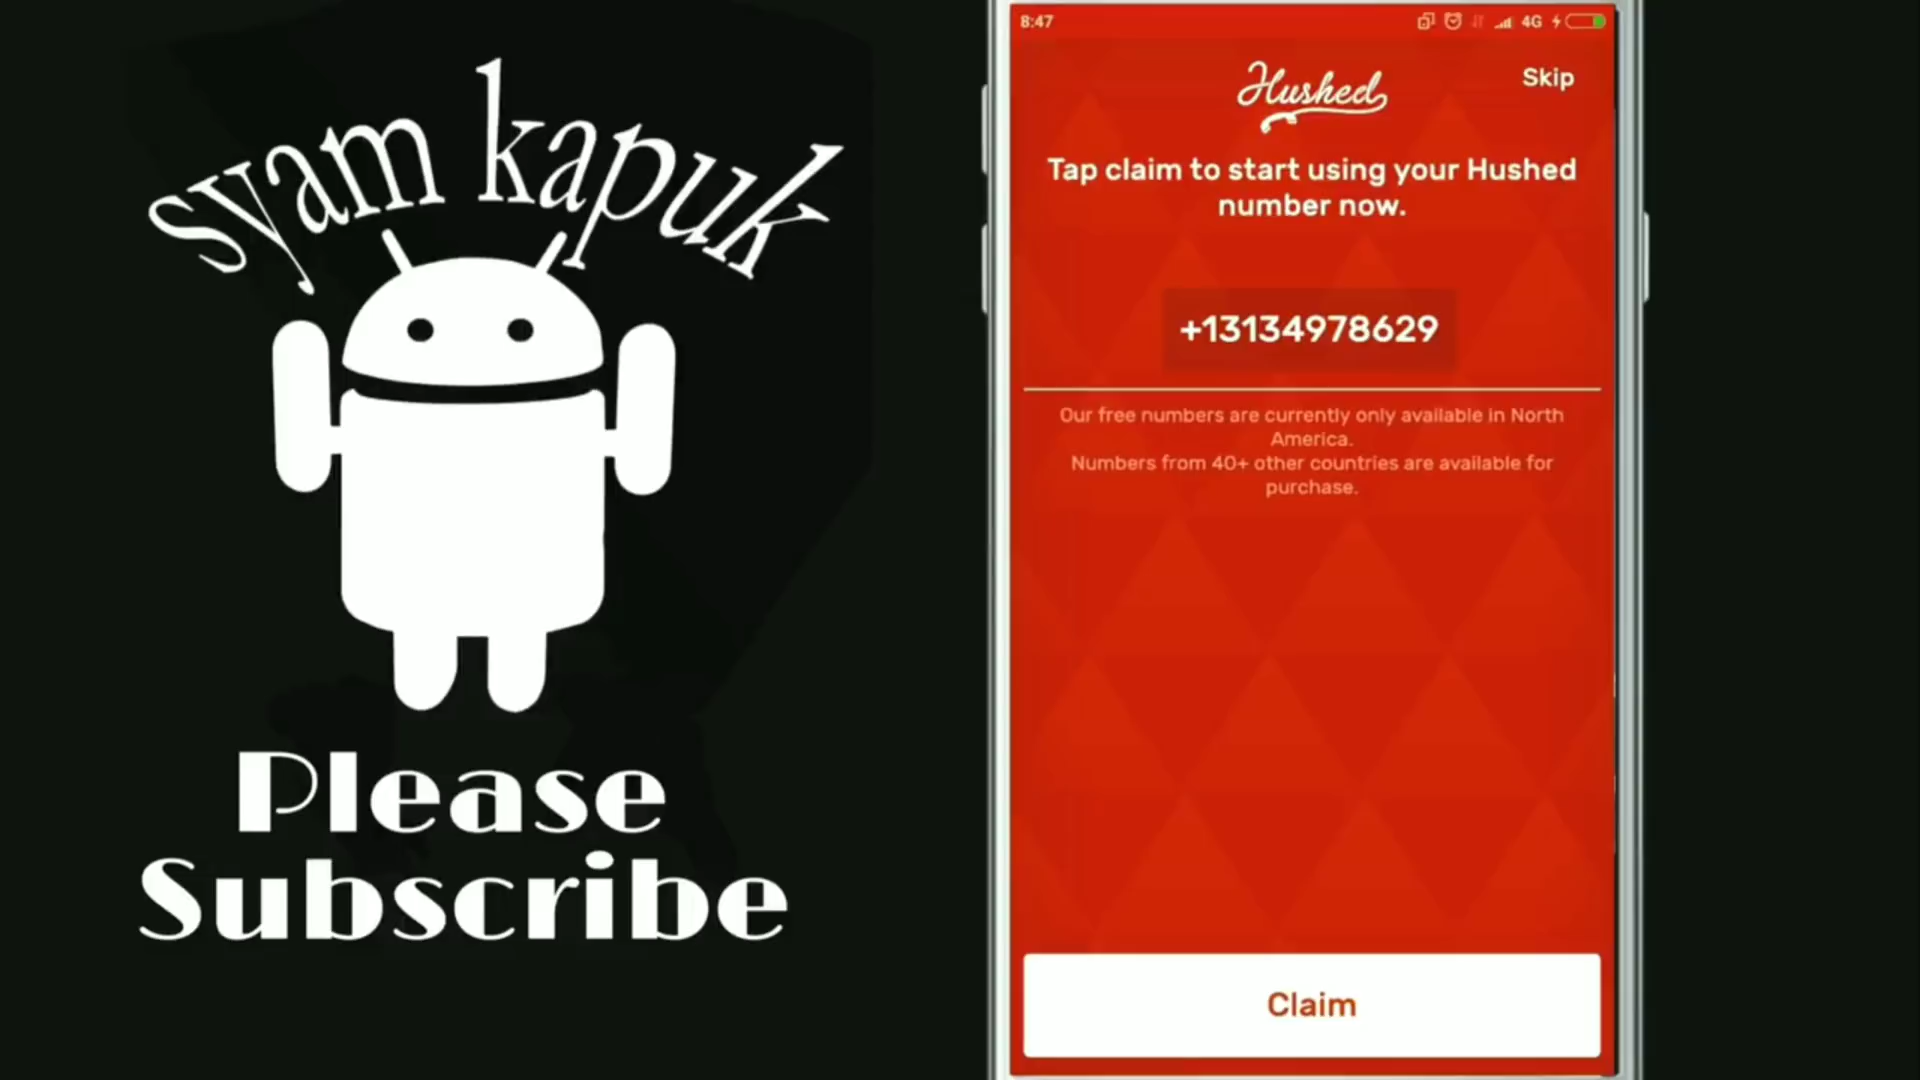 syam kapuk
Please
Subscribe
8:47
4G
Hushed
Skip
Tap claim to start using your Hushed
number now.
+13134978629
Our free numbers are currently only available in North
America.
Numbers from 40+ other countries are available for
purchase.
Claim